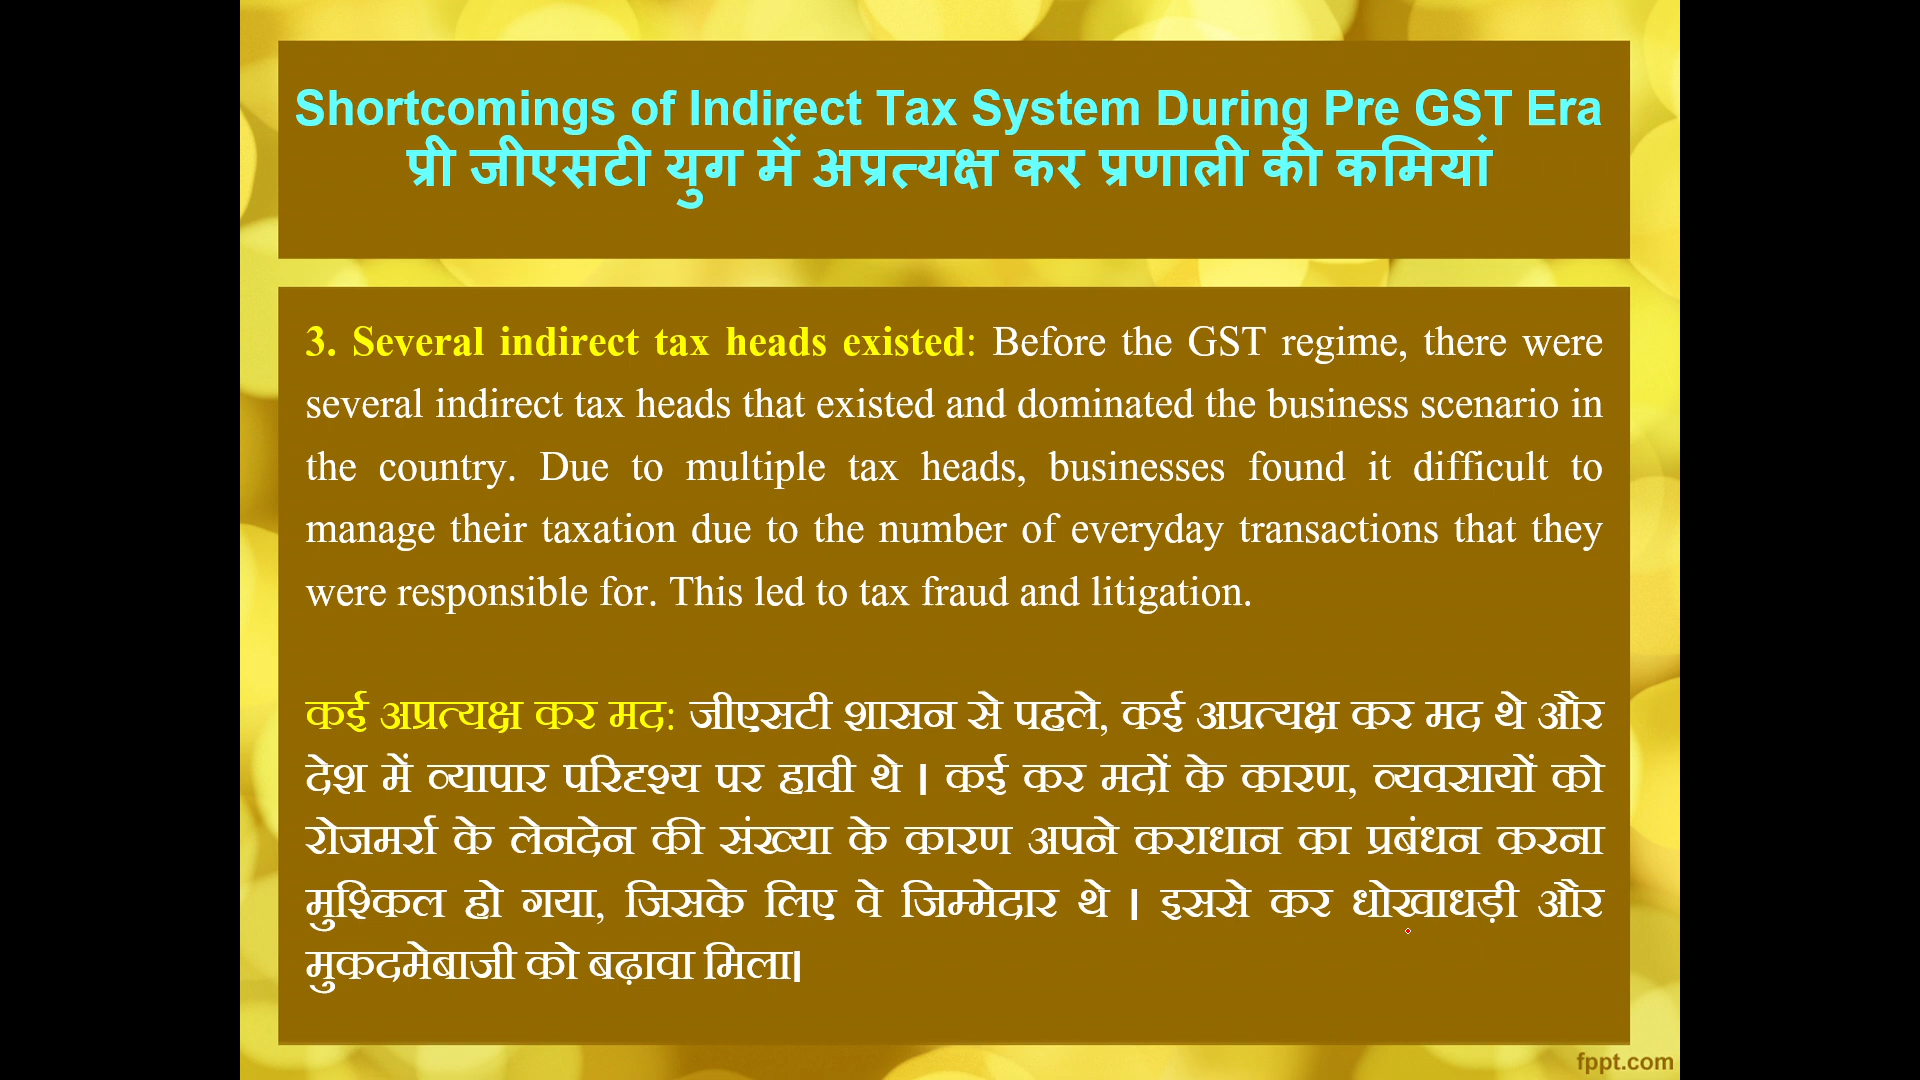 Shortcomings of Indirect Tax System During Pre GST Era
प्री जीएसटी युग में अप्रत्यक्ष कर प्रणाली की कमियां
3. Several indirect tax heads existed: Before the GST regime, there were
several indirect tax heads that existed and dominated the business scenario in
the country. Due to multiple tax heads, businesses found it difficult to
manage their taxation due to the number of everyday transactions that they
were responsible for. This led to tax fraud and litigation.
कई अप्रत्यक्ष कर मद: जीएसटी शासन से पहले, कई अप्रत्यक्ष कर मद थे और
देश में व्यापार परिदृश्य पर हावी थे । कई कर मदों के कारण, व्यवसायों को
रोजमर्रा के लेनदेन की संख्या के कारण अपने कराधान का प्रबंधन करना
मुश्किल हो गया, जिसके लिए वे जिम्मेदार थे । इससे कर धोखाधड़ी और
मुकदमेबाजी को बढ़ावा मिला।
fppt.com